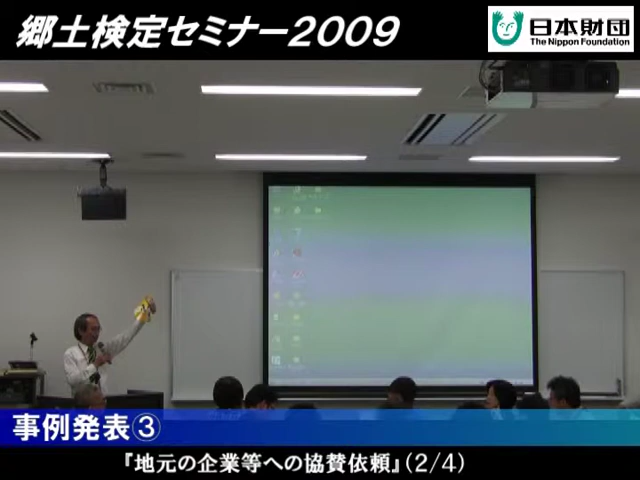 郷土検定セミナー2009
日本財団
The Nippon Foundation
事例発表③
『地元の企業等への協賛依頼』(2/4)